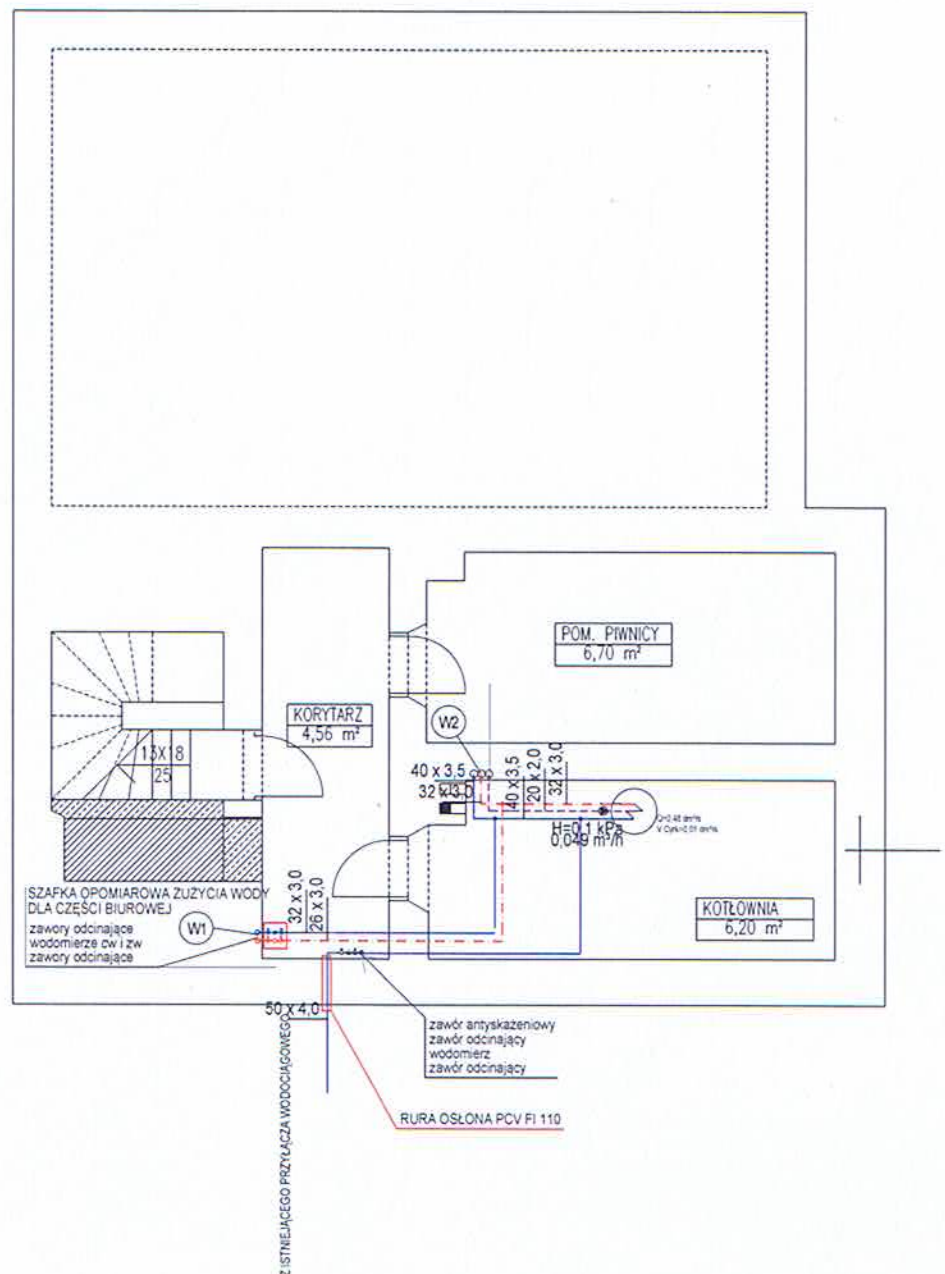 POM. PIWNICY
6,70 m²
KORYTARZ
4,56 m²
W2
13X18
25
40 x 3,5
32 x 3,0
40 x 3,5
20 x 2,0
32 x 3,0
H=0,1 kPa
0,049 m³/h
SZAFKA OPOMIAROWA ZUŻYCIA WODY
DLA CZĘŚCI BIUROWEJ
zawory odcinające
wodomierze cw i zw
zawory odcinające
W1
32 x 3,0
26 x 3,0
KOTŁOWNIA
6,20 m²
50 x 4,0
zawór antyskażeniowy
zawór odcinający
wodomierz
zawór odcinający
RURA OSŁONA PCV FI 110
Z ISTNIEJĄCEGO PRZYŁĄCZA WODOCIĄGOWEGO